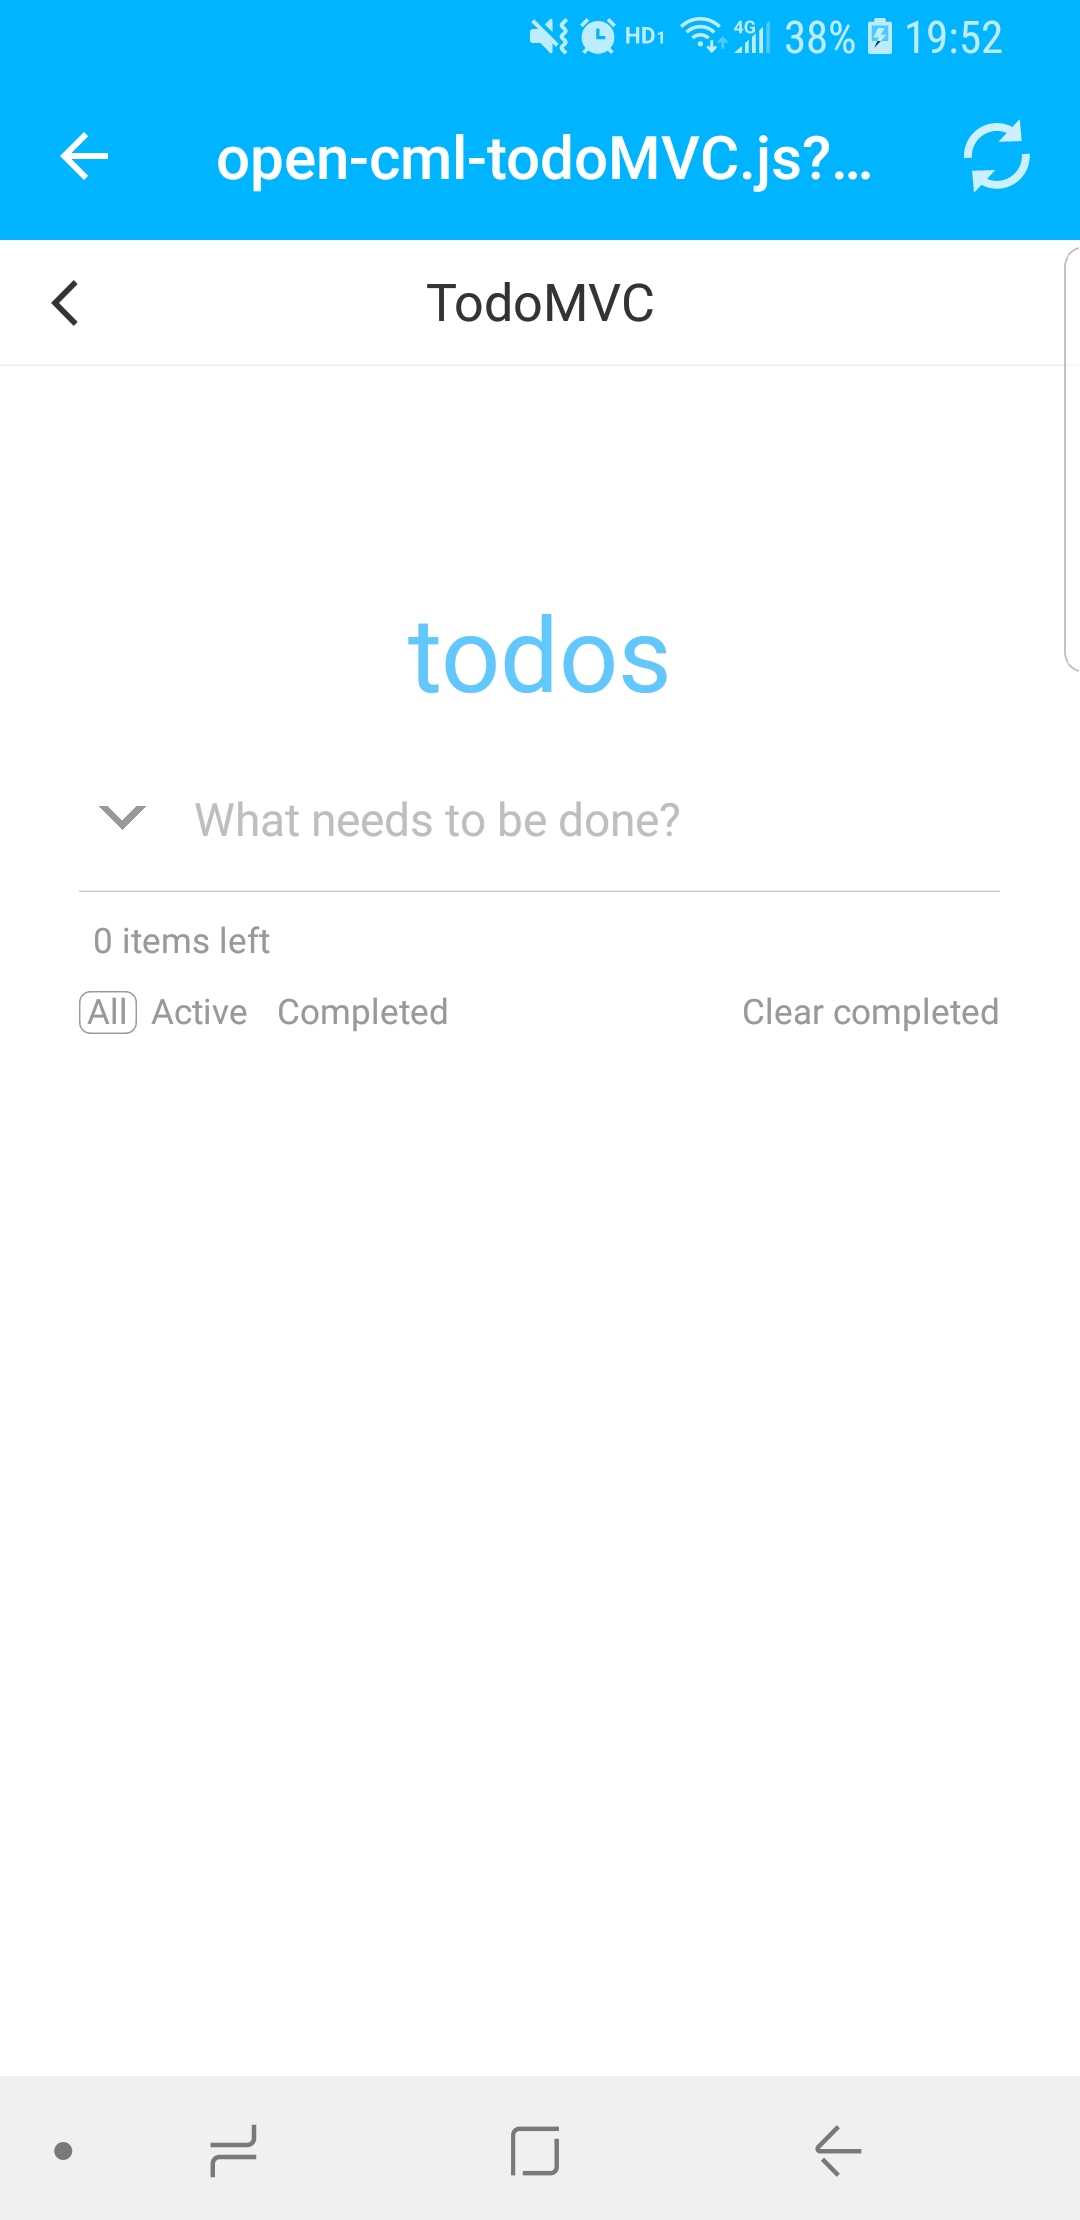 HD1 4G 38% 19:52
open-cml-todoMVC.js?...
TodoMVC
todos
What needs to be done?
0 items left
All Active Completed Clear completed